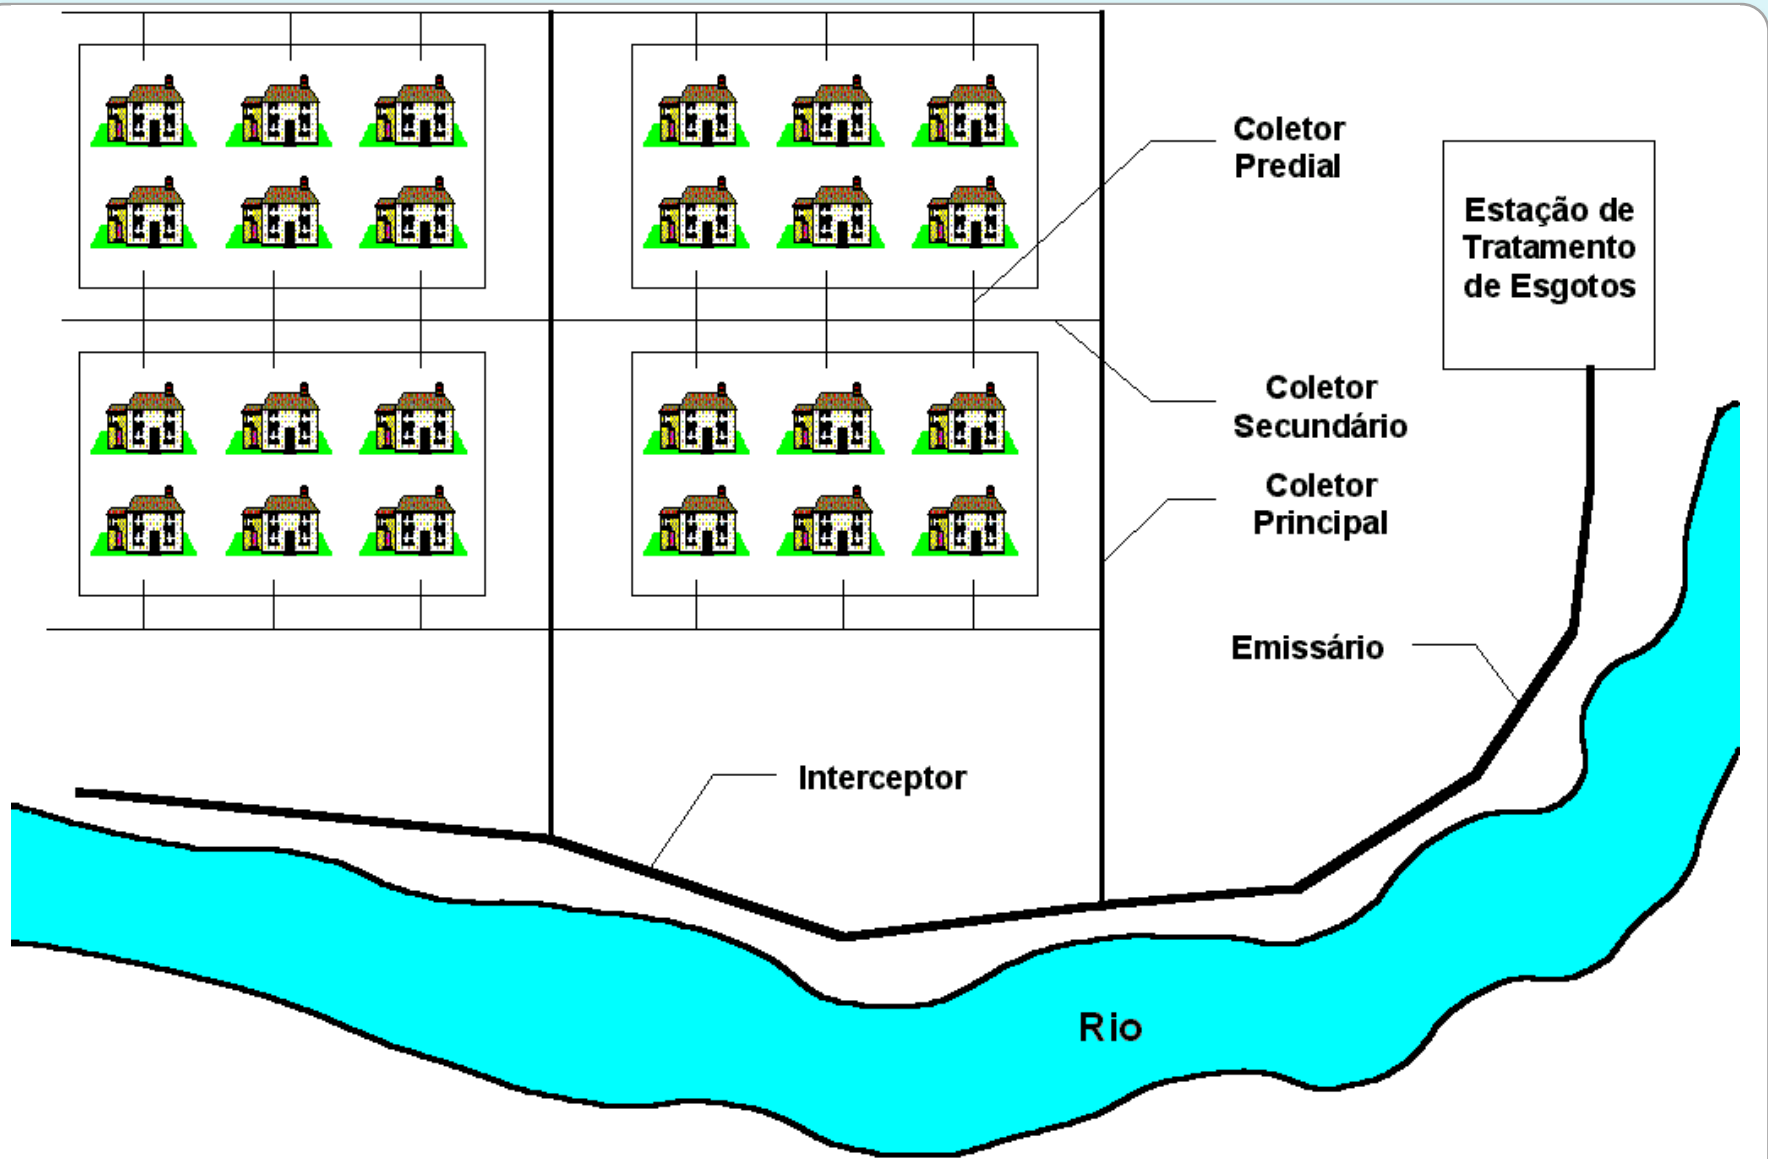 Coletor
Predial
Estação de
Tratamento
de Esgotos
Coletor
Secundário
Coletor
Principal
Emissário
Interceptor
Rio